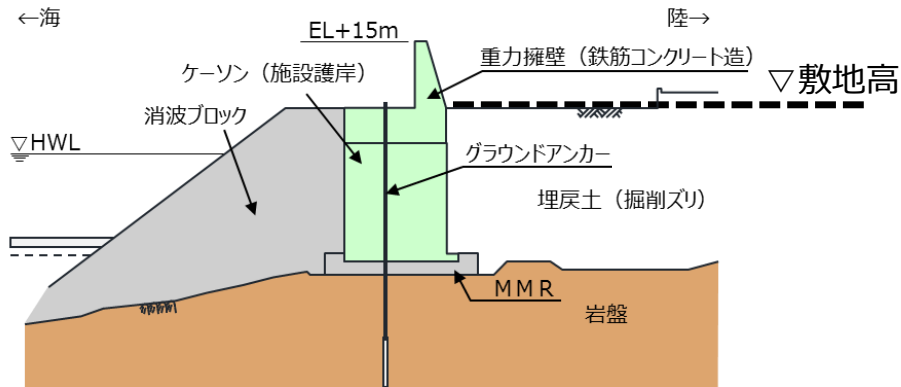 ←海
陸→
EL+15m
重力擁壁（鉄筋コンクリート造）
ケーソン（施設護岸）
▽敷地高
消波ブロック
▽HWL
グラウンドアンカー
埋戻土（掘削ズリ）
ＭＭＲ
岩盤